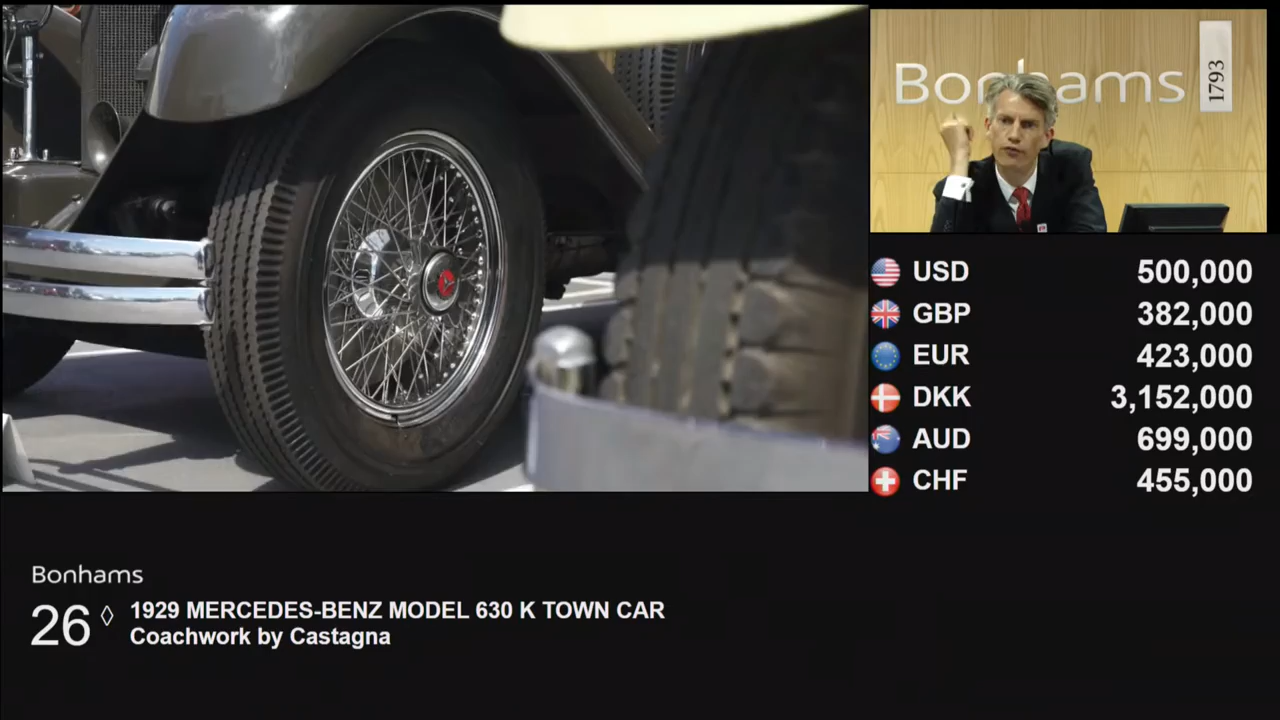 Bonhams
1793
USD 500,000
GBP 382,000
EUR 423,000
DKK 3,152,000
AUD 699,000
CHF 455,000
Bonhams
26 ◊ 1929 MERCEDES-BENZ MODEL 630 K TOWN CAR
Coachwork by Castagna